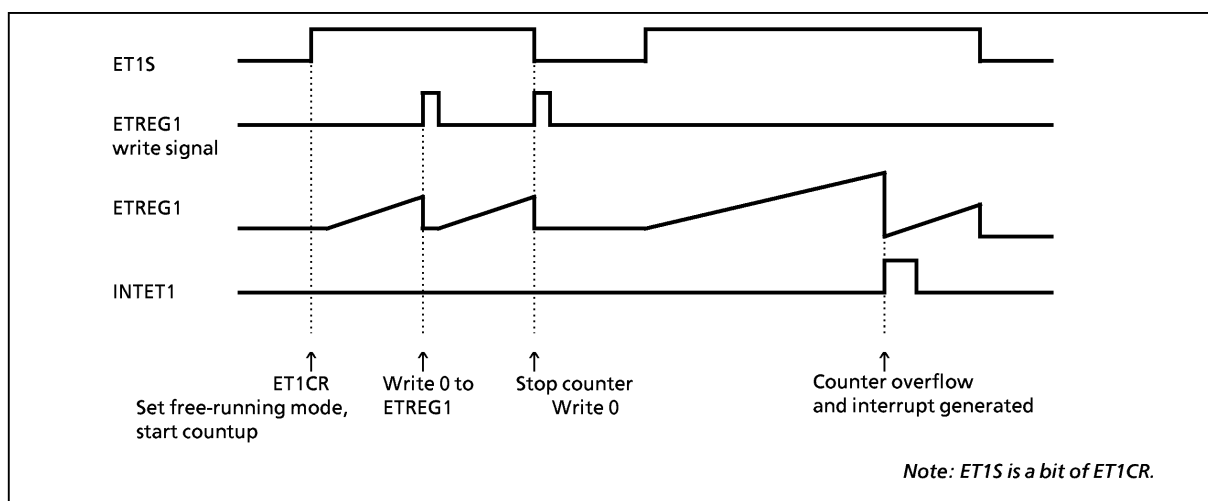 ET1S
ETREG1
write signal
ETREG1
INTET1
ET1CR
Set free-running mode,
start countup
Write 0 to
ETREG1
Stop counter
Write 0
Counter overflow
and interrupt generated
Note: ET1S is a bit of ET1CR.